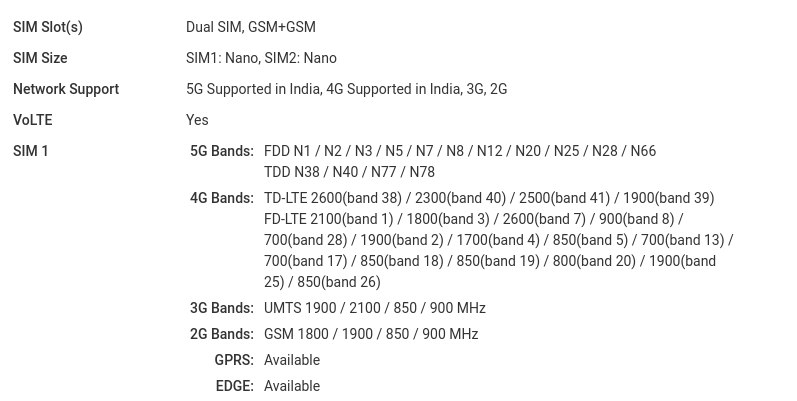 SIM Slot(s) Dual SIM, GSM+GSM
SIM Size SIM1: Nano, SIM2: Nano
Network Support 5G Supported in India, 4G Supported in India, 3G, 2G
VoLTE Yes
SIM 1 5G Bands: FDD N1 / N2 / N3 / N5 / N7 / N8 / N12 / N20 / N25 / N28 / N66
TDD N38 / N40 / N77 / N78
4G Bands: TD-LTE 2600(band 38) / 2300(band 40) / 2500(band 41) / 1900(band 39)
FD-LTE 2100(band 1) / 1800(band 3) / 2600(band 7) / 900(band 8) /
700(band 28) / 1900(band 2) / 1700(band 4) / 850(band 5) / 700(band 13) /
700(band 17) / 850(band 18) / 850(band 19) / 800(band 20) / 1900(band
25) / 850(band 26)
3G Bands: UMTS 1900 / 2100 / 850 / 900 MHz
2G Bands: GSM 1800 / 1900 / 850 / 900 MHz
GPRS: Available
EDGE: Available